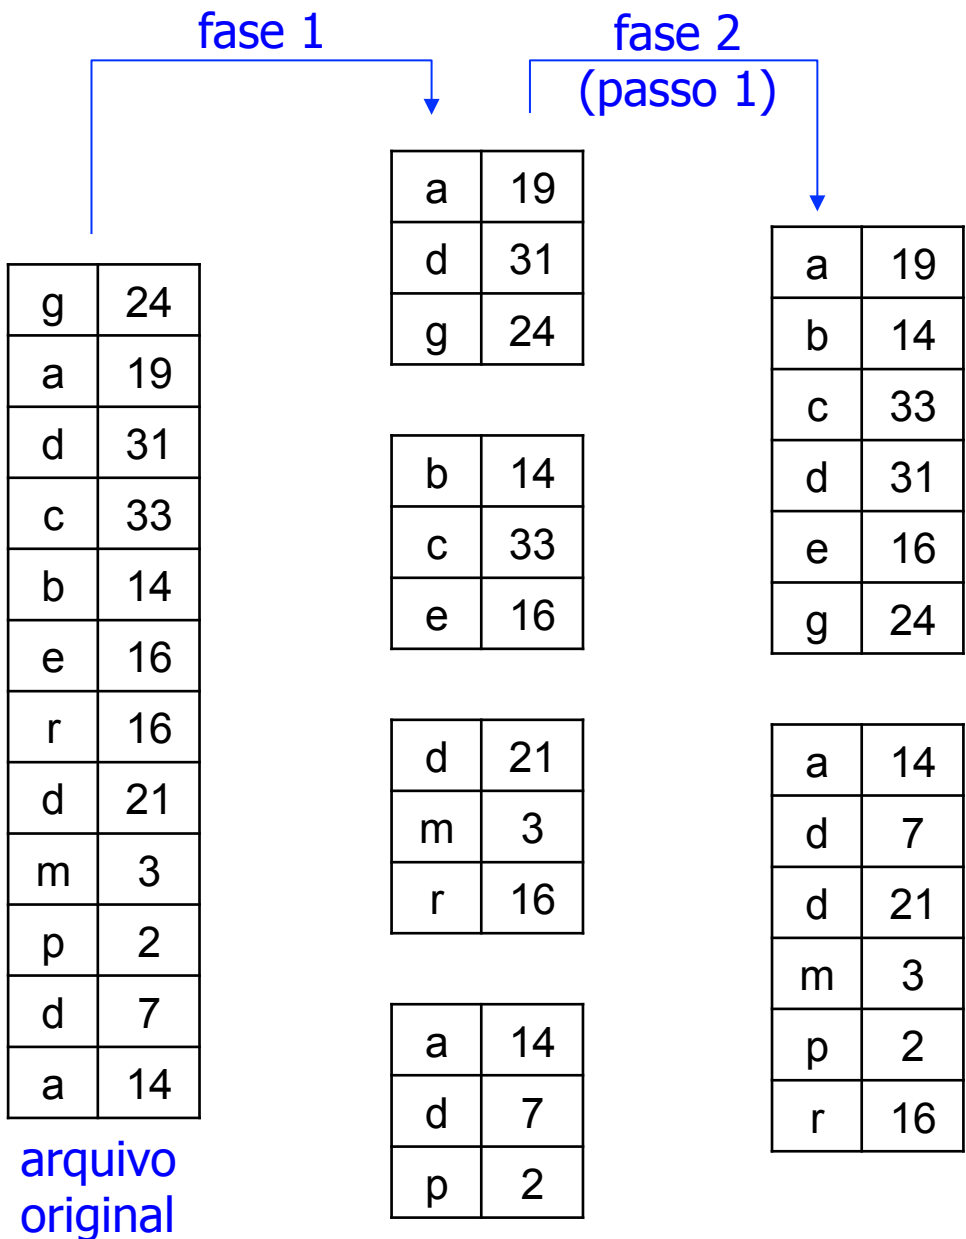 fase 1
fase 2
(passo 1)
g 24
a 19
d 31
c 33
b 14
e 16
r 16
d 21
m 3
p 2
d 7
a 14
arquivo
original
a 19
d 31
g 24
b 14
c 33
e 16
d 21
m 3
r 16
a 14
d 7
p 2
a 19
b 14
c 33
d 31
e 16
g 24
a 14
d 7
d 21
m 3
p 2
r 16